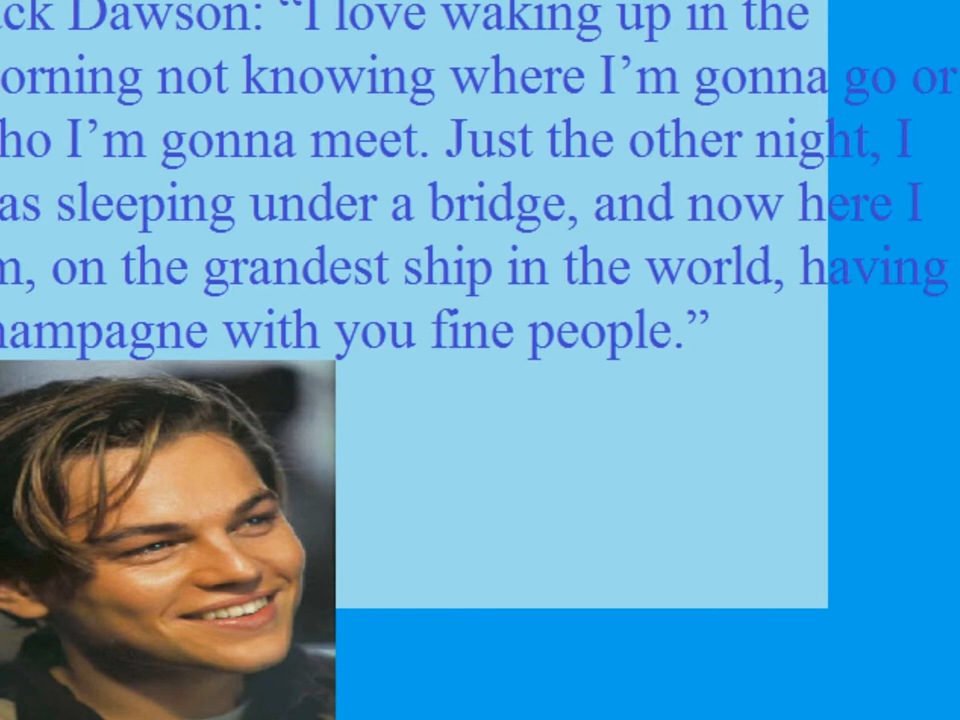 ck Dawson: “I love waking up in the
orning not knowing where I’m gonna go or
ho I’m gonna meet. Just the other night, I
as sleeping under a bridge, and now here I
m, on the grandest ship in the world, having
hampagne with you fine people.”